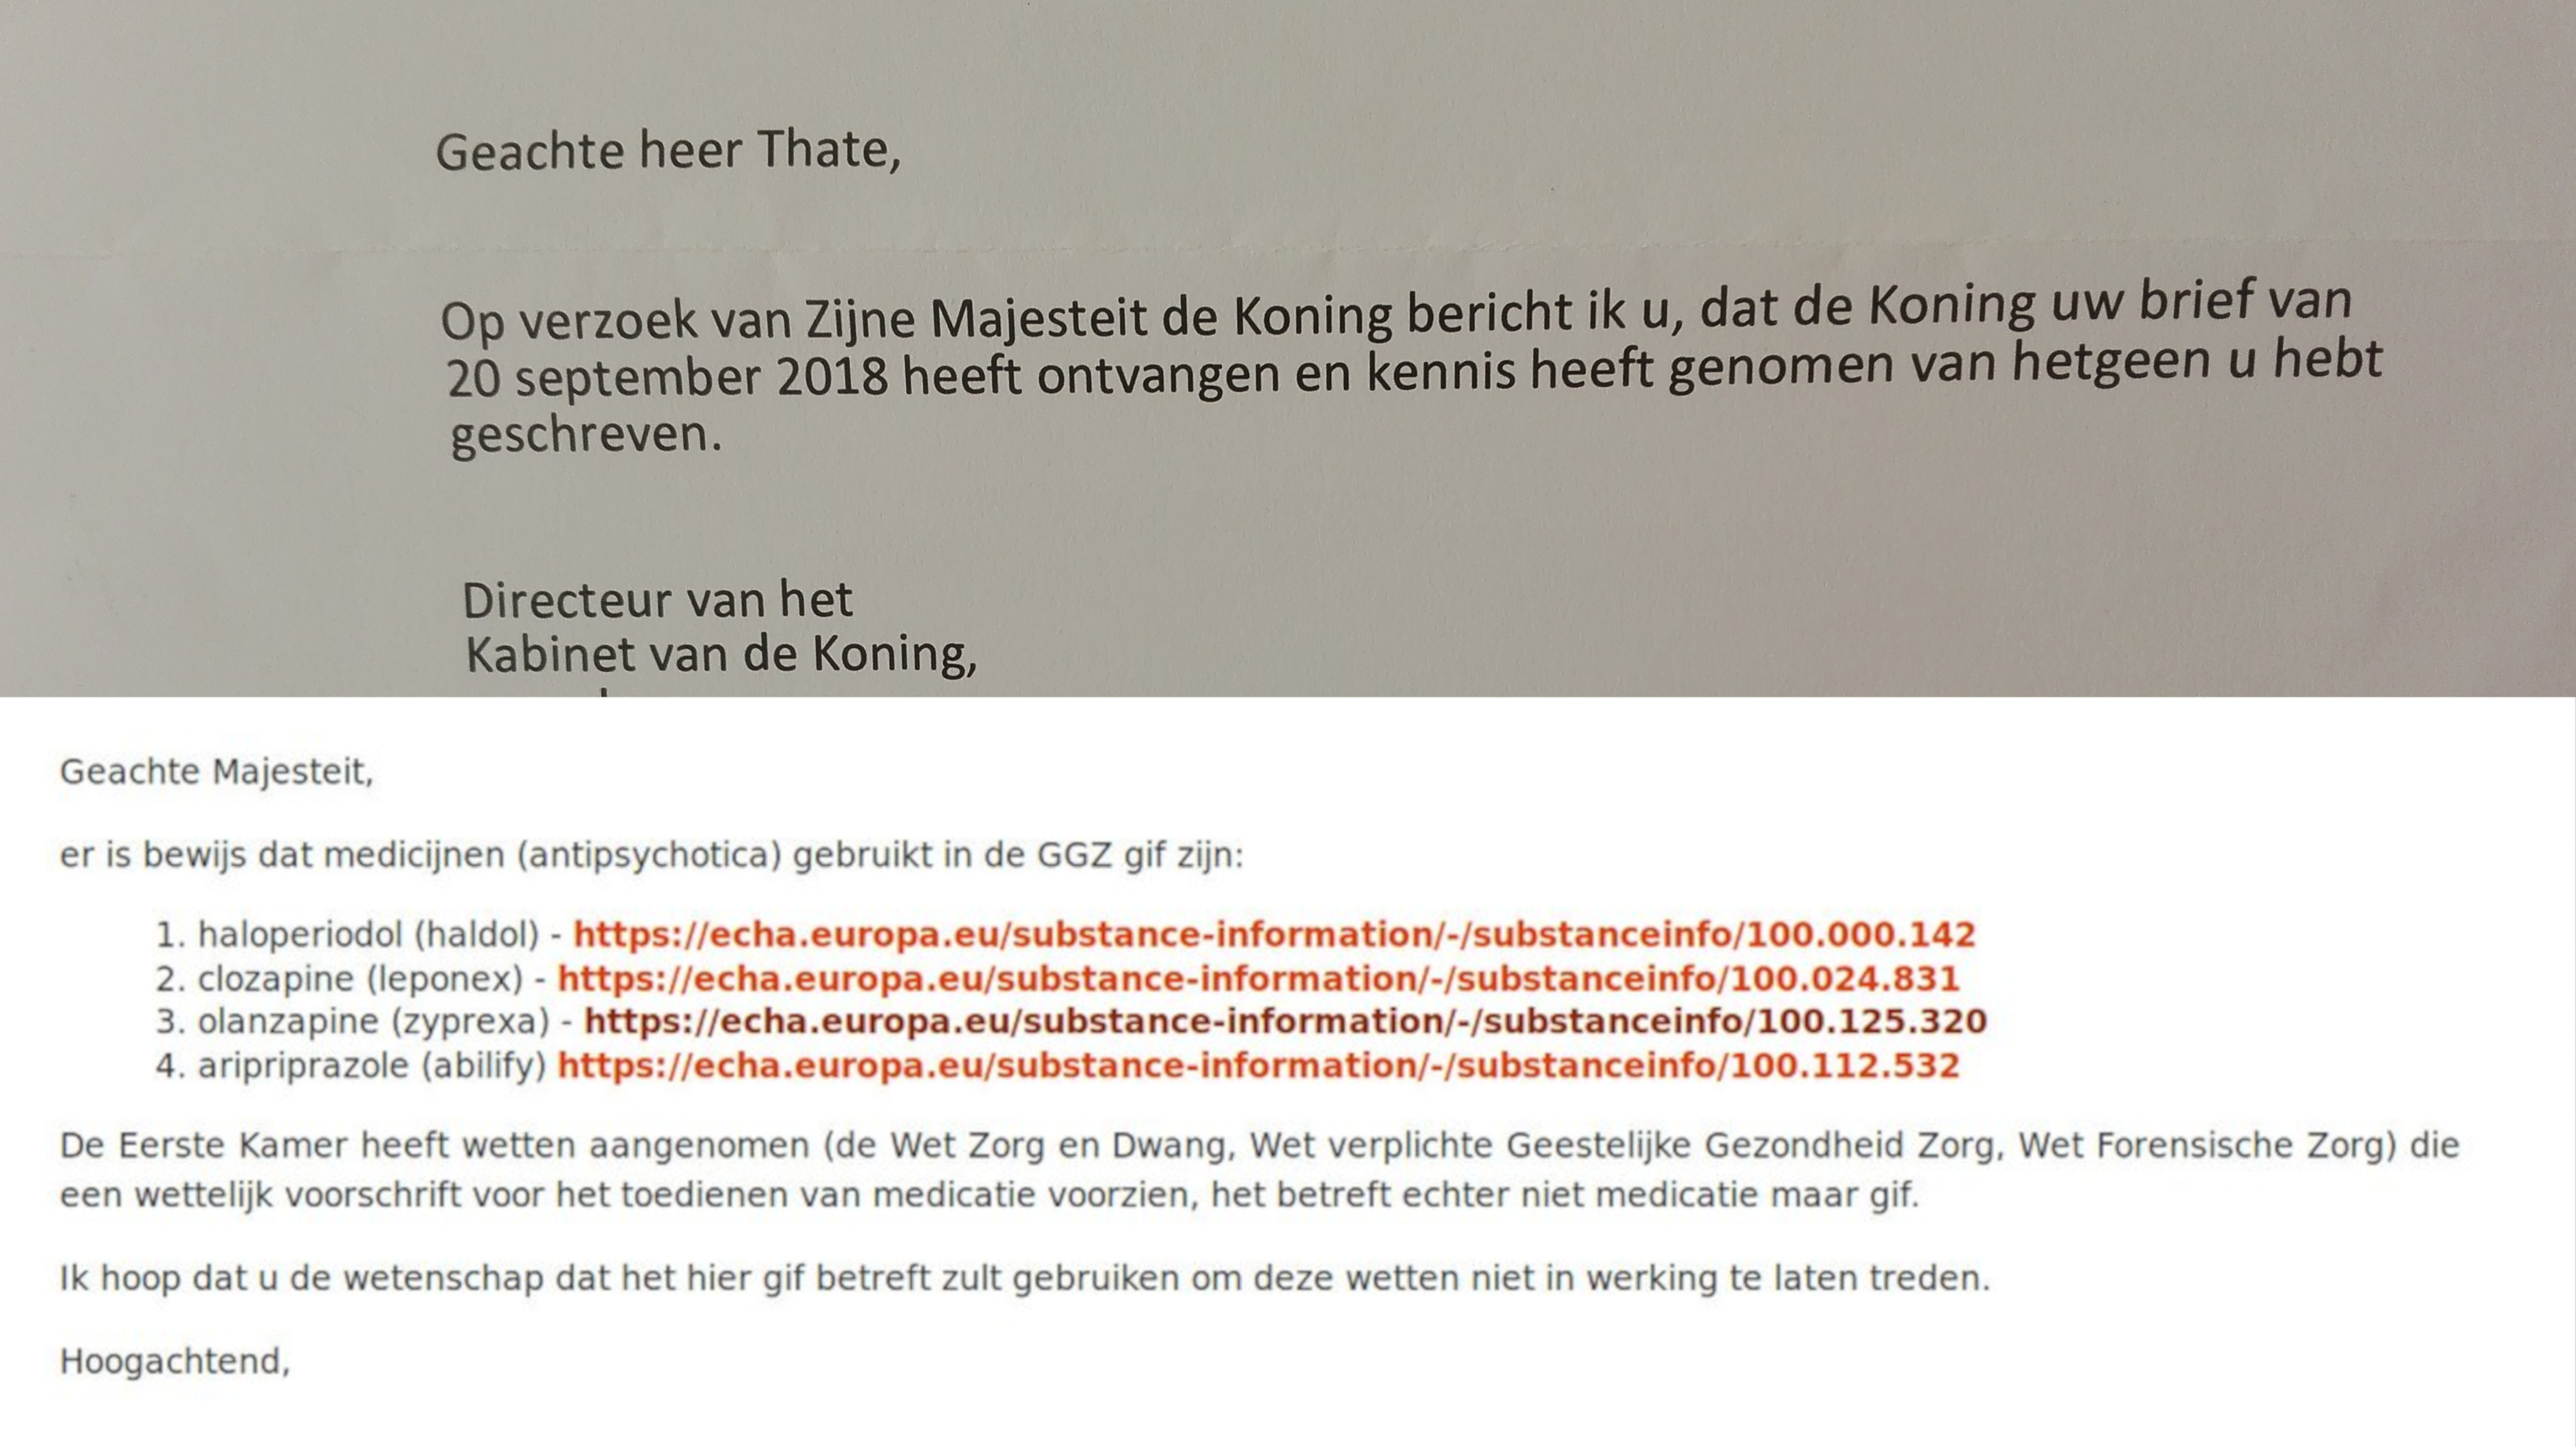 Geachte heer Thate,
Op verzoek van Zijne Majesteit de Koning bericht ik u, dat de Koning uw brief van
20 september 2018 heeft ontvangen en kennis heeft genomen van hetgeen u hebt
geschreven.
Directeur van het
Kabinet van de Koning,
Geachte Majesteit,
er is bewijs dat medicijnen (antipsychotica) gebruikt in de GGZ gif zijn:
1. haloperiodol (haldol) - https://echa.europa.eu/substance-information/-/substanceinfo/100.000.142
2. clozapine (leponex) - https://echa.europa.eu/substance-information/-/substanceinfo/100.024.831
3. olanzapine (zyprexa) - https://echa.europa.eu/substance-information/-/substanceinfo/100.125.320
4. aripriprazole (abilify) https://echa.europa.eu/substance-information/-/substanceinfo/100.112.532
De Eerste Kamer heeft wetten aangenomen (de Wet Zorg en Dwang, Wet verplichte Geestelijke Gezondheid Zorg, Wet Forensische Zorg) die
een wettelijk voorschrift voor het toedienen van medicatie voorzien, het betreft echter niet medicatie maar gif.
Ik hoop dat u de wetenschap dat het hier gif betreft zult gebruiken om deze wetten niet in werking te laten treden.
Hoogachtend,